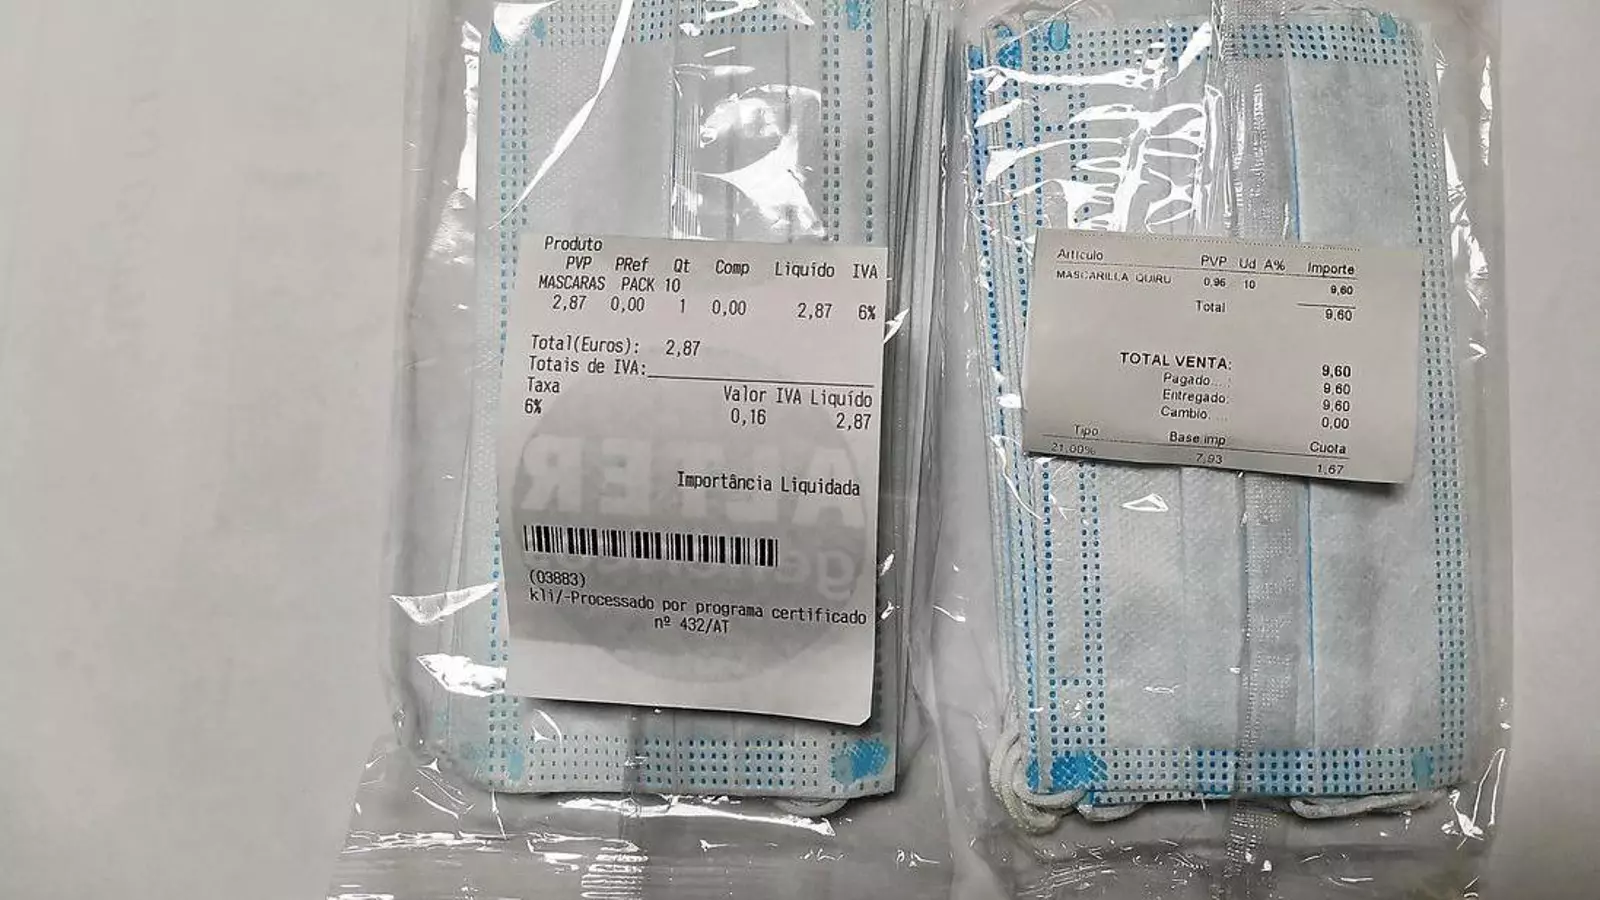 Produto
PVP PRef Qt Comp Liquído IVA
MASCARAS PACK 10
2,87 0,00 1 0,00 2,87 6%
Total(Euros): 2,87
Totais de IVA:
Taxa Valor IVA Liquído
6% 0,16 2,87
Importância Liquidada
(03883)
kli/-Processado por programa certificado
nº 432/AT
ALTER
Artículo PVP Ud A% Importe
MASCARILLA QUIRU 0,96 10 9,60
Total 9,60
TOTAL VENTA: 9,60
Pagado...: 9,60
Entregado: 9,60
Cambio.... 0,00
Tipo Base imp. Cuota
21,00% 7,93 1,67